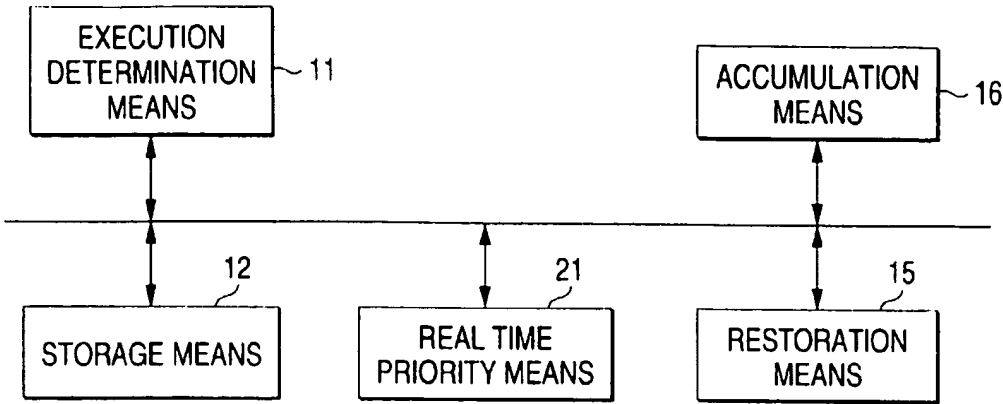 EXECUTION
DETERMINATION
MEANS
11
ACCUMULATION
MEANS
16
12
STORAGE MEANS
21
REAL TIME
PRIORITY MEANS
15
RESTORATION
MEANS